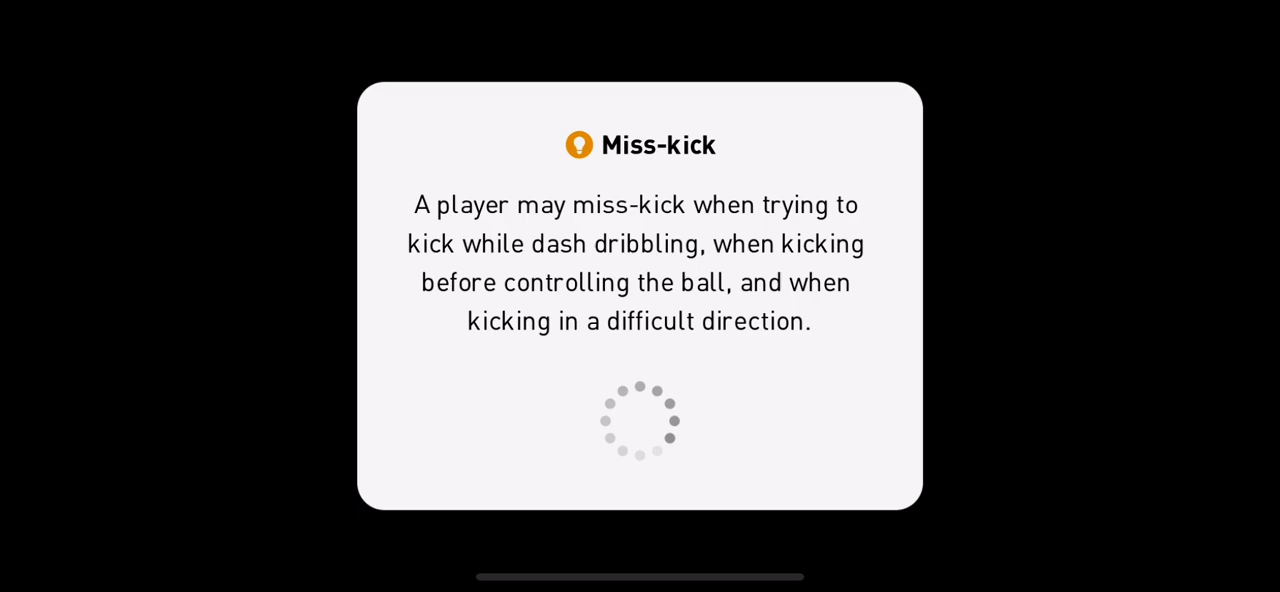 Miss-kick
A player may miss-kick when trying to
kick while dash dribbling, when kicking
before controlling the ball, and when
kicking in a difficult direction.